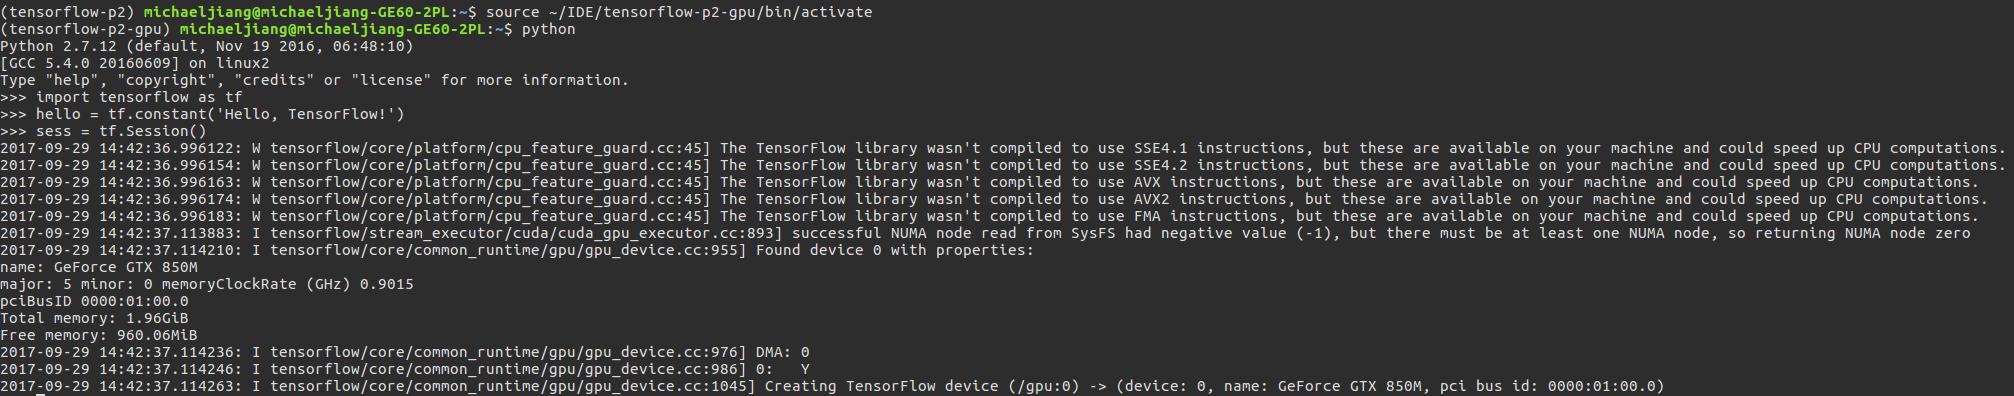 (tensorflow-p2) michaeljiang@michaeljiang-GE60-2PL:~$ source ~/IDE/tensorflow-p2-gpu/bin/activate
(tensorflow-p2-gpu) michaeljiang@michaeljiang-GE60-2PL:~$ python
Python 2.7.12 (default, Nov 19 2016, 06:48:10)
[GCC 5.4.0 20160609] on linux2
Type "help", "copyright", "credits" or "license" for more information.
>>> import tensorflow as tf
>>> hello = tf.constant('Hello, TensorFlow!')
>>> sess = tf.Session()
2017-09-29 14:42:36.996122: W tensorflow/core/platform/cpu_feature_guard.cc:45] The TensorFlow library wasn't compiled to use SSE4.1 instructions, but these are available on your machine and could speed up CPU computations.
2017-09-29 14:42:36.996154: W tensorflow/core/platform/cpu_feature_guard.cc:45] The TensorFlow library wasn't compiled to use SSE4.2 instructions, but these are available on your machine and could speed up CPU computations.
2017-09-29 14:42:36.996163: W tensorflow/core/platform/cpu_feature_guard.cc:45] The TensorFlow library wasn't compiled to use AVX instructions, but these are available on your machine and could speed up CPU computations.
2017-09-29 14:42:36.996174: W tensorflow/core/platform/cpu_feature_guard.cc:45] The TensorFlow library wasn't compiled to use AVX2 instructions, but these are available on your machine and could speed up CPU computations.
2017-09-29 14:42:36.996183: W tensorflow/core/platform/cpu_feature_guard.cc:45] The TensorFlow library wasn't compiled to use FMA instructions, but these are available on your machine and could speed up CPU computations.
2017-09-29 14:42:37.113883: I tensorflow/stream_executor/cuda/cuda_gpu_executor.cc:893] successful NUMA node read from SysFS had negative value (-1), but there must be at least one NUMA node, so returning NUMA node zero
2017-09-29 14:42:37.114210: I tensorflow/core/common_runtime/gpu/gpu_device.cc:955] Found device 0 with properties:
name: GeForce GTX 850M
major: 5 minor: 0 memoryClockRate (GHz) 0.9015
pciBusID 0000:01:00.0
Total memory: 1.96GiB
Free memory: 960.06MiB
2017-09-29 14:42:37.114236: I tensorflow/core/common_runtime/gpu/gpu_device.cc:976] DMA: 0
2017-09-29 14:42:37.114246: I tensorflow/core/common_runtime/gpu/gpu_device.cc:986] 0:   Y
2017-09-29 14:42:37.114263: I tensorflow/core/common_runtime/gpu/gpu_device.cc:1045] Creating TensorFlow device (/gpu:0) -> (device: 0, name: GeForce GTX 850M, pci bus id: 0000:01:00.0)